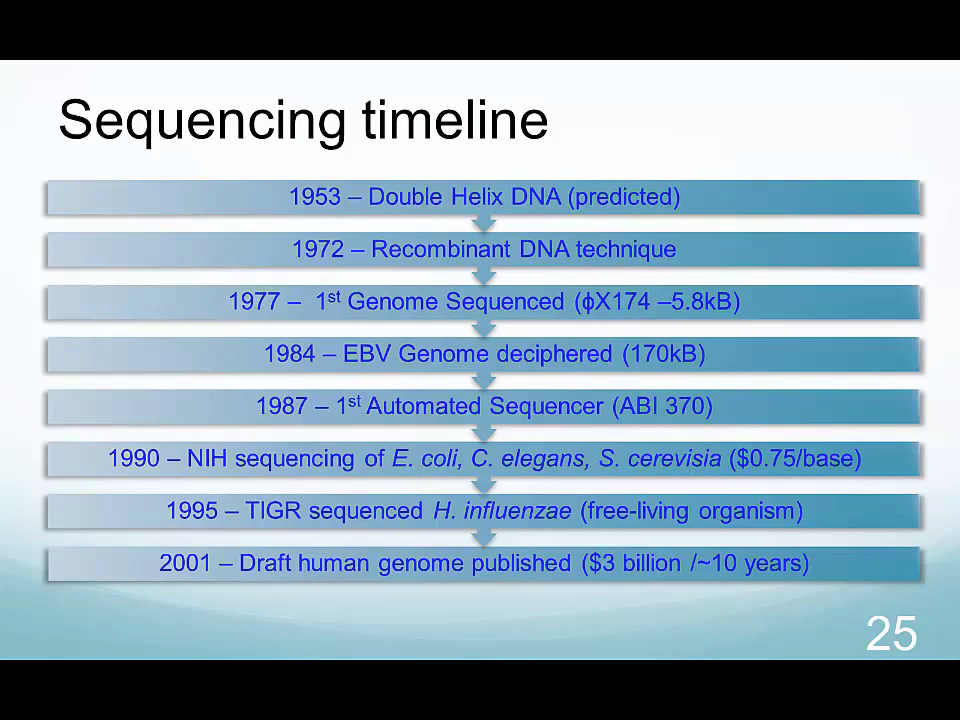 Sequencing timeline
1953 – Double Helix DNA (predicted)
1972 – Recombinant DNA technique
1977 –  1st Genome Sequenced (ϕX174 –5.8kB)
1984 – EBV Genome deciphered (170kB)
1987 – 1st Automated Sequencer (ABI 370)
1990 – NIH sequencing of E. coli, C. elegans, S. cerevisia ($0.75/base)
1995 – TIGR sequenced H. influenzae (free-living organism)
2001 – Draft human genome published ($3 billion /~10 years)
25